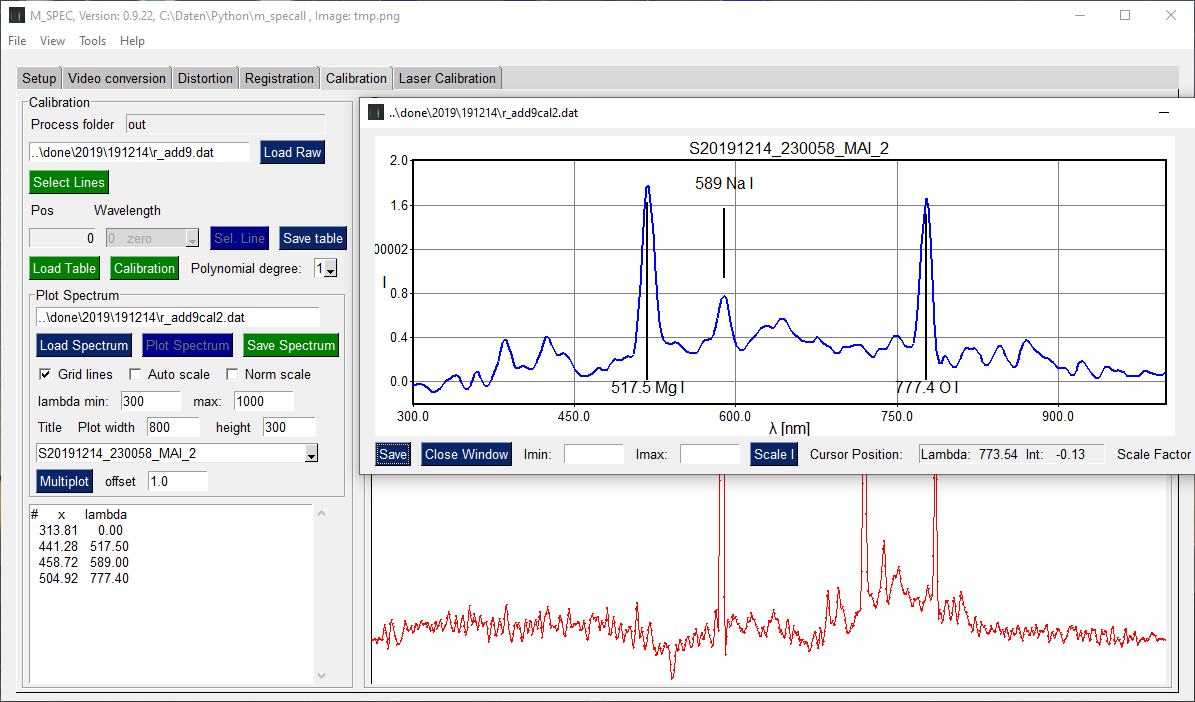 M_SPEC, Version: 0.9.22, C:\Daten\Python\m_specall , Image: tmp.png
File View Tools Help
Setup Video conversion Distortion Registration Calibration Laser Calibration
Calibration
Process folder out
..\done\2019\191214\r_add9.dat Load Raw
Select Lines
Pos Wavelength
0 0 zero Sel. Line Save table
Load Table Calibration Polynomial degree: 1
Plot Spectrum
..\done\2019\191214\r_add9cal2.dat
Load Spectrum Plot Spectrum Save Spectrum
Grid lines Auto scale Norm scale
lambda min: 300 max: 1000
Title Plot width 800 height 300
S20191214_230058_MAI_2
Multiplot offset 1.0
# x lambda
313.81 0.00
441.28 517.50
458.72 589.00
504.92 777.40
..\done\2019\191214\r_add9cal2.dat
S20191214_230058_MAI_2
2.0
589 Na I
1.6
00002
I
0.8
0.4
0.0
517.5 Mg I 777.4 O I
300.0 450.0 600.0 750.0 900.0
λ [nm]
Save Close Window Imin: Imax: Scale I Cursor Position: Lambda: 773.54 Int: -0.13 Scale Factor